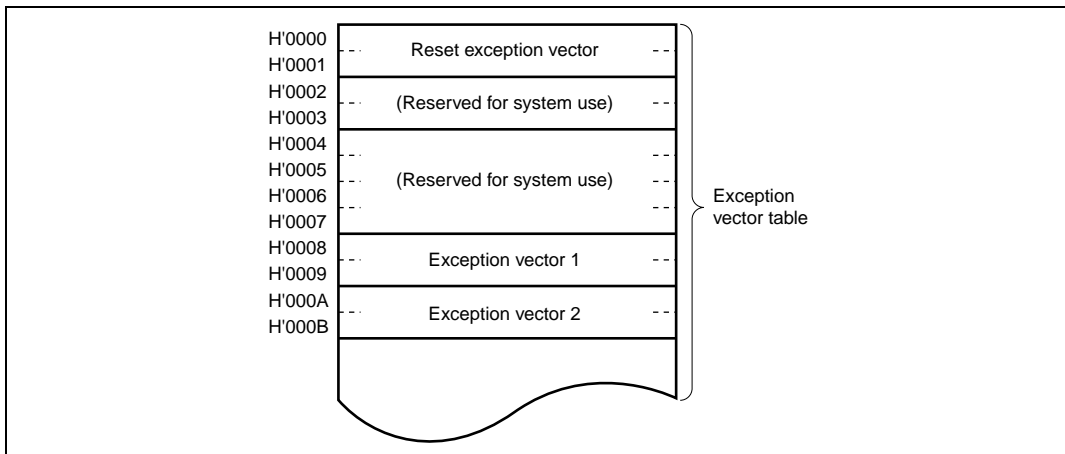 H'0000
Reset exception vector
H'0001
H'0002
(Reserved for system use)
H'0003
H'0004
H'0005
(Reserved for system use)
H'0006
H'0007
H'0008
Exception vector 1
H'0009
H'000A
Exception vector 2
H'000B
Exception
vector table